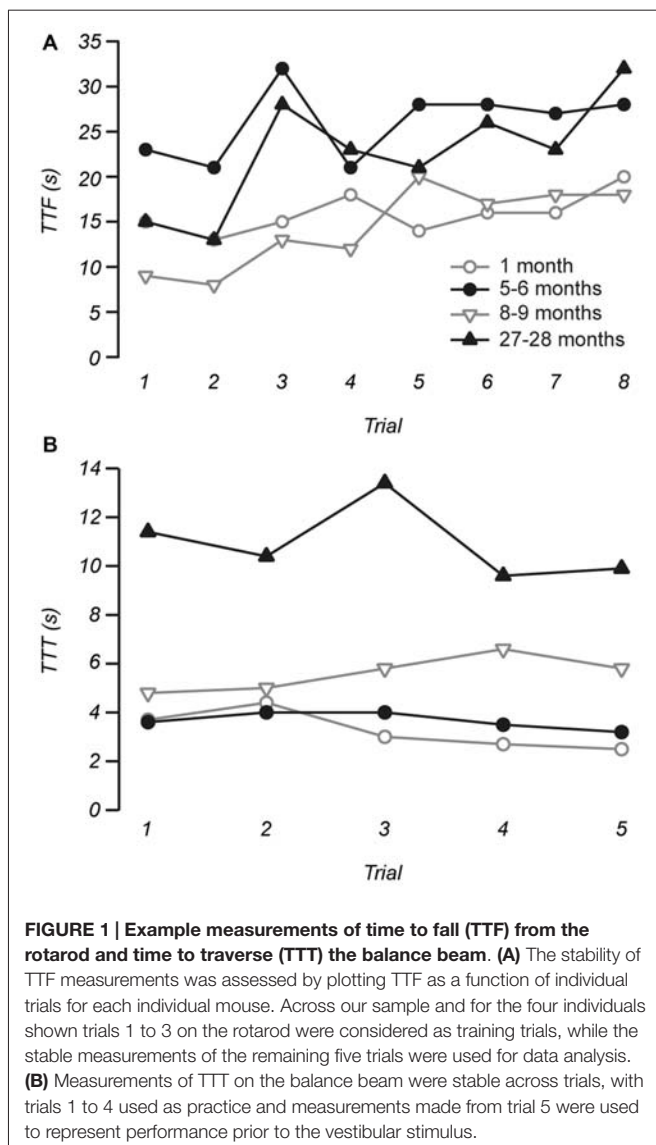 A
35
30
25
20
15
10
5
0
TTF (s)
1 2 3 4 5 6 7 8
Trial
1 month
5-6 months
8-9 months
27-28 months
B
14
12
10
8
6
4
2
0
TTT (s)
1 2 3 4 5
Trial
FIGURE 1 | Example measurements of time to fall (TTF) from the
rotarod and time to traverse (TTT) the balance beam. (A) The stability of
TTF measurements was assessed by plotting TTF as a function of individual
trials for each individual mouse. Across our sample and for the four individuals
shown trials 1 to 3 on the rotarod were considered as training trials, while the
stable measurements of the remaining five trials were used for data analysis.
(B) Measurements of TTT on the balance beam were stable across trials, with
trials 1 to 4 used as practice and measurements made from trial 5 were used
to represent performance prior to the vestibular stimulus.